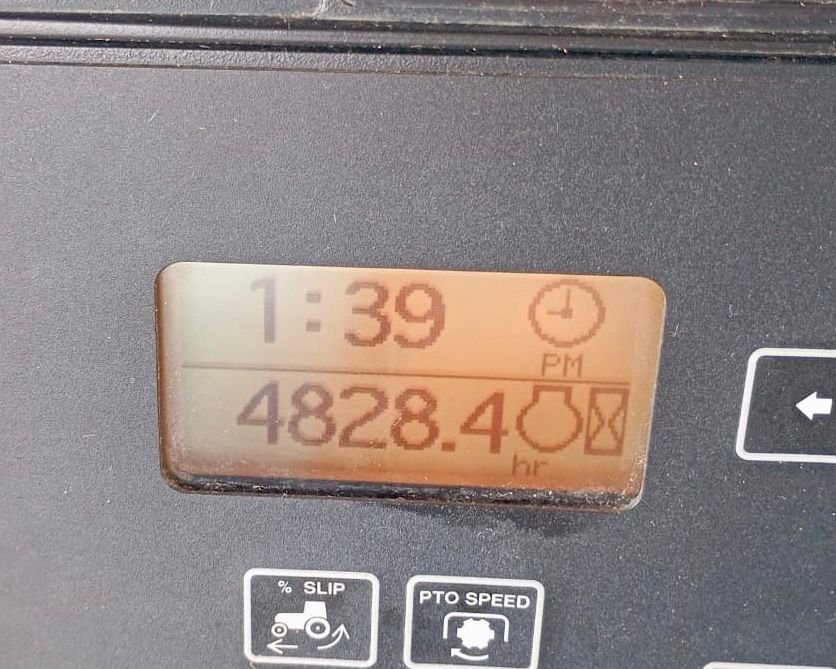 1:39
PM
4828.4
hr
% SLIP
PTO SPEED